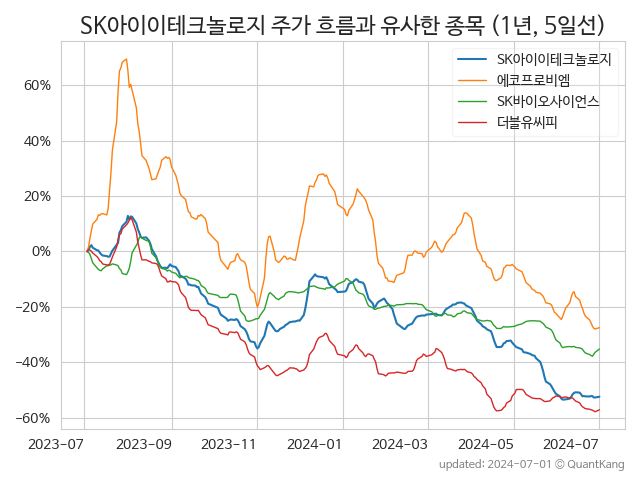 SK아이이테크놀로지 주가 흐름과 유사한 종목 (1년, 5일선)
SK아이이테크놀로지
에코프로비엠
SK바이오사이언스
더블유씨피
60%
40%
20%
0%
−20%
−40%
−60%
2023-07
2023-09
2023-11
2024-01
2024-03
2024-05
2024-07
updated: 2024-07-01 © QuantKang